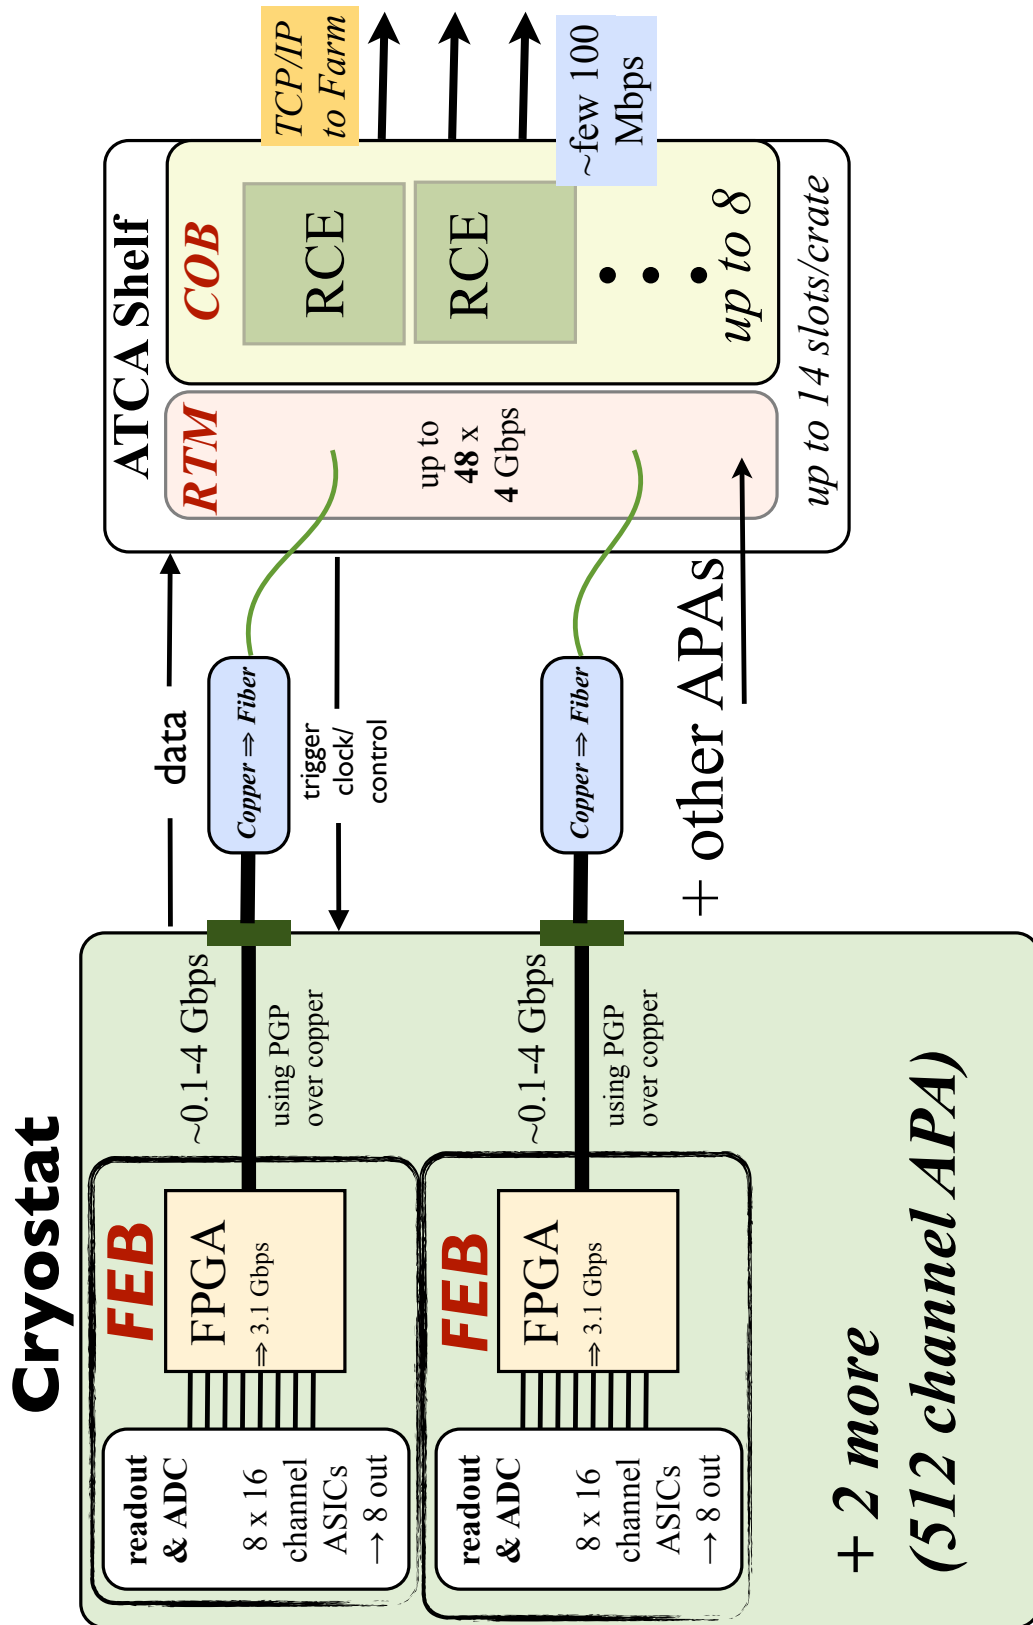 Cryostat
FEB
readout
& ADC
8 x 16
channel
ASICs
→ 8 out
FPGA
⇒ 3.1 Gbps
~0.1-4 Gbps
using PGP
over copper
FEB
readout
& ADC
8 x 16
channel
ASICs
→ 8 out
FPGA
⇒ 3.1 Gbps
~0.1-4 Gbps
using PGP
over copper
+ 2 more
(512 channel APA)
data
Copper ⇒ Fiber
trigger
clock/
control
Copper ⇒ Fiber
+ other APAs
ATCA Shelf
RTM
up to
48 x
4 Gbps
COB
RCE
RCE
up to 8
up to 14 slots/crate
TCP/IP
to Farm
~few 100
Mbps